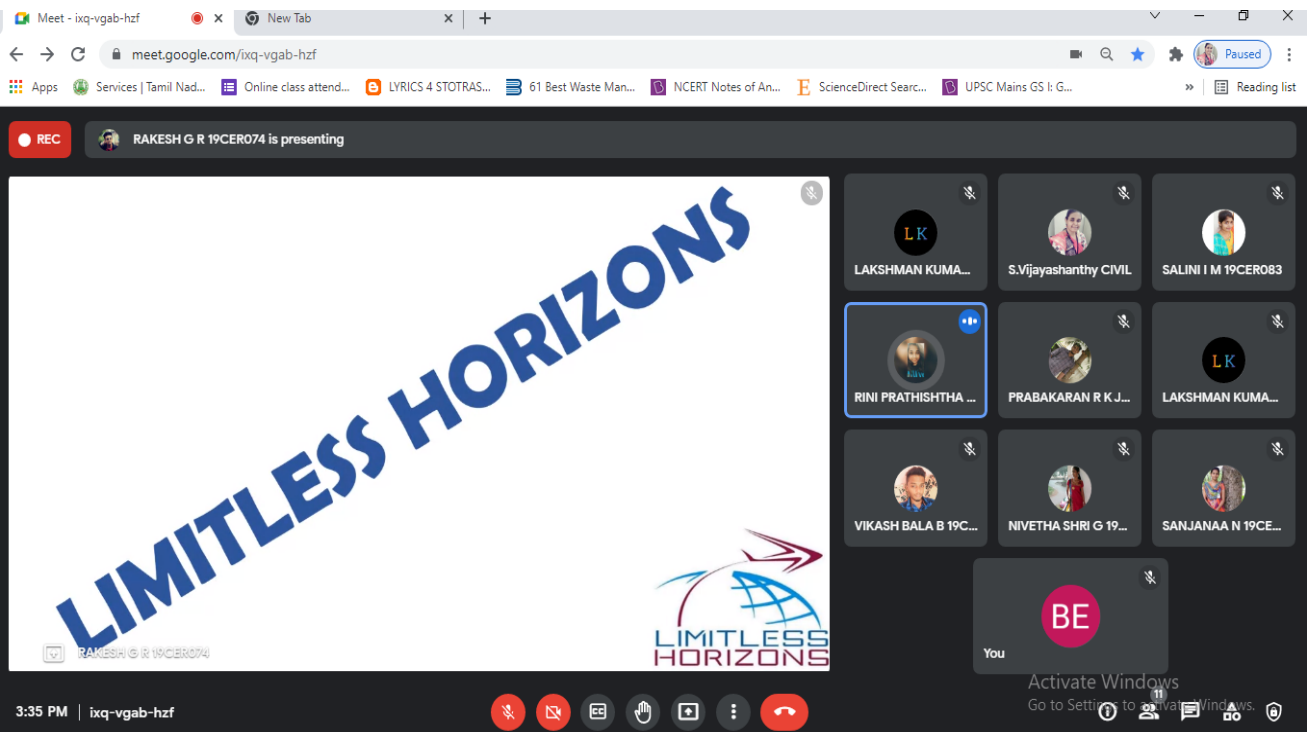 Meet - ixq-vgab-hzf
New Tab
meet.google.com/ixq-vgab-hzf
Paused
Apps
Services | Tamil Nad...
Online class attend...
LYRICS 4 STOTRAS...
61 Best Waste Man...
NCERT Notes of An...
ScienceDirect Searc...
UPSC Mains GS I: G...
»
Reading list
REC
RAKESH G R 19CER074 is presenting
LIMITLESS HORIZONS
LIMITLESS
HORIZONS
RAKESH G R 19CER074
LK
LAKSHMAN KUMA...
S.Vijayashanthy CIVIL
SALINI I M 19CER083
RINI PRATHISHTHA ...
PRABAKARAN R K J...
LK
LAKSHMAN KUMA...
VIKASH BALA B 19C...
NIVETHA SHRI G 19...
SANJANAA N 19CE...
BE
You
Activate Windows
Go to Settings to activate Windows.
3:35 PM | ixq-vgab-hzf
11